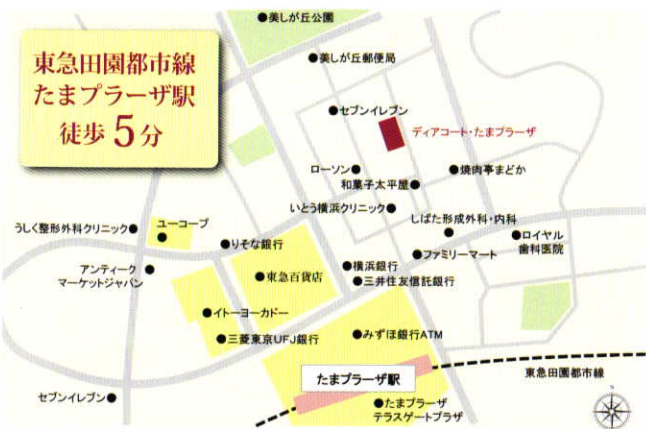 東急田園都市線
たまプラーザ駅
徒歩5分
●美しが丘公園
●美しが丘郵便局
●セブンイレブン
ディアコート・たまプラーザ
ローソン●
●焼肉亭まどか
和菓子太平屋●
いとう横浜クリニック●
しばた形成外科・内科
●ロイヤル
歯科医院
うしく整形外科クリニック●
ユーコープ
●りそな銀行
●ファミリーマート
●横浜銀行
●三井住友信託銀行
アンティーク
マーケットジャパン
●東急百貨店
●イトーヨーカドー
●三菱東京UFJ銀行
●みずほ銀行ATM
たまプラーザ駅
東急田園都市線
セブンイレブン●
●たまプラーザ
テラスゲートプラザ
N